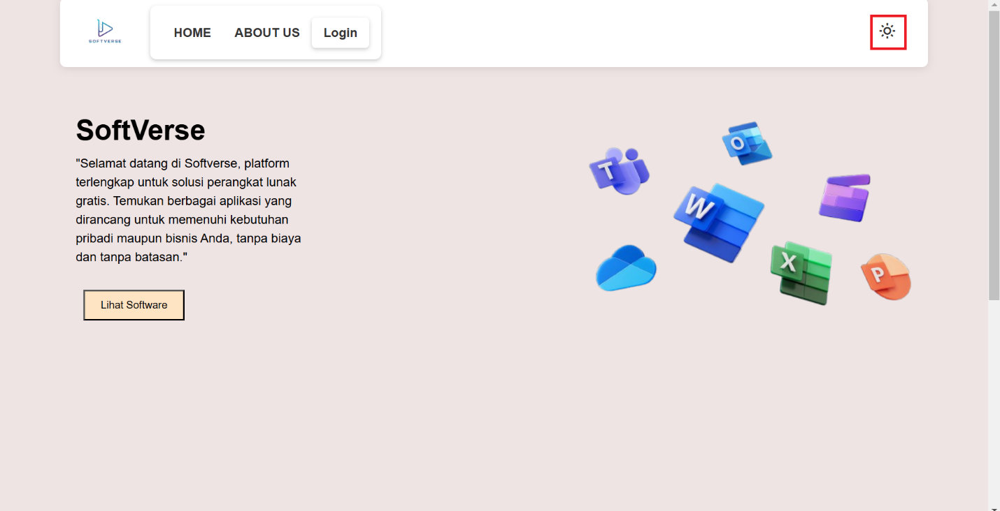 SOFTVERSE
HOME ABOUT US Login
SoftVerse
"Selamat datang di Softverse, platform
terlengkap untuk solusi perangkat lunak
gratis. Temukan berbagai aplikasi yang
dirancang untuk memenuhi kebutuhan
pribadi maupun bisnis Anda, tanpa biaya
dan tanpa batasan."
Lihat Software
O
T
W
X
P